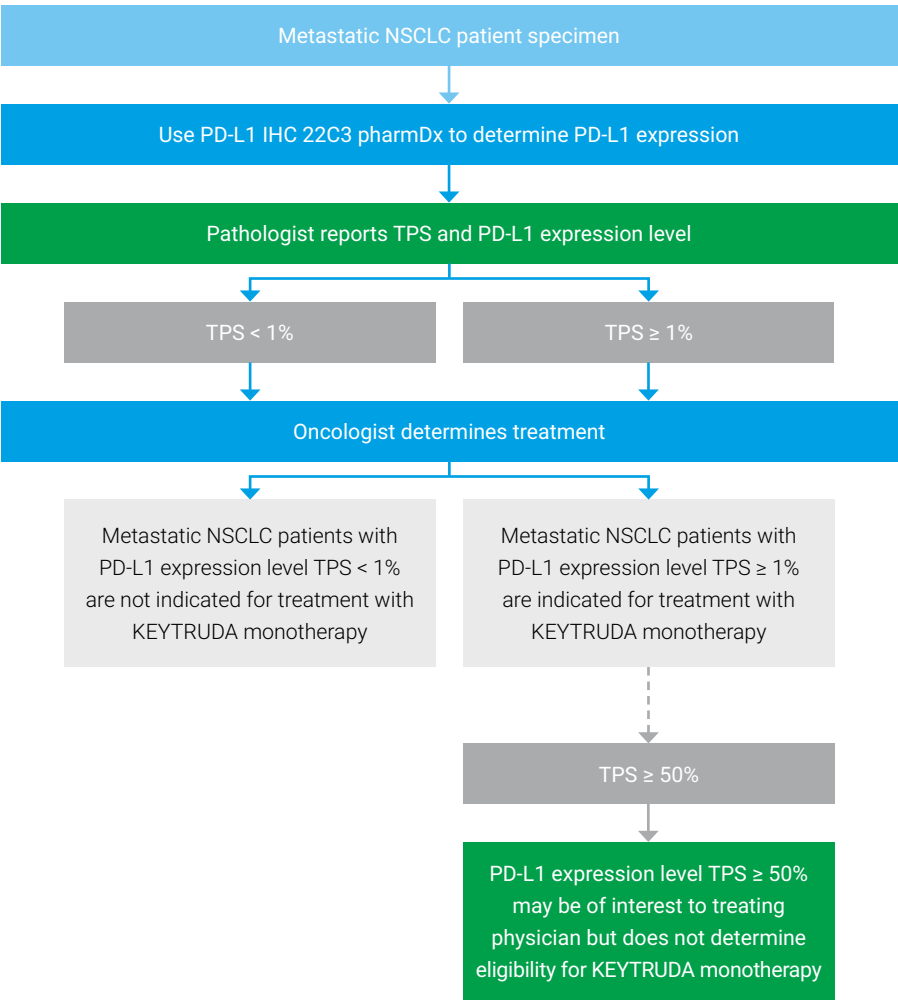 Metastatic NSCLC patient specimen
Use PD-L1 IHC 22C3 pharmDx to determine PD-L1 expression
Pathologist reports TPS and PD-L1 expression level
TPS < 1%
TPS ≥ 1%
Oncologist determines treatment
Metastatic NSCLC patients with
PD-L1 expression level TPS < 1%
are not indicated for treatment with
KEYTRUDA monotherapy
Metastatic NSCLC patients with
PD-L1 expression level TPS ≥ 1%
are indicated for treatment with
KEYTRUDA monotherapy
TPS ≥ 50%
PD-L1 expression level TPS ≥ 50%
may be of interest to treating
physician but does not determine
eligibility for KEYTRUDA monotherapy